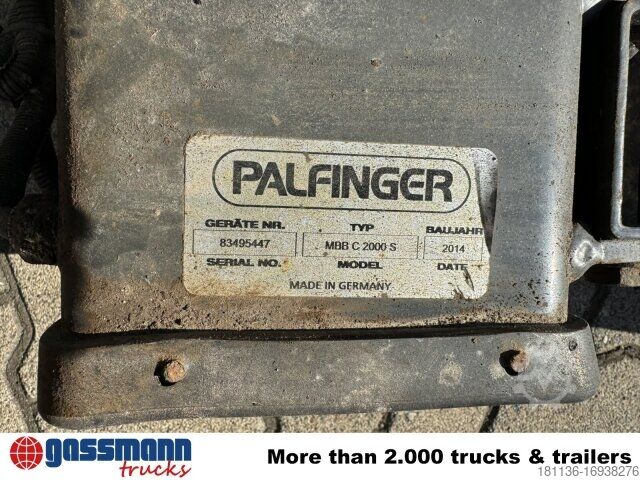 PALFINGER
GERÄTE NR. TYP BAUJAHR
83495447 MBB C 2000 S 2014
SERIAL NO. MODEL DATE
MADE IN GERMANY
gassmann
trucks
More than 2.000 trucks & trailers
181136-16938276